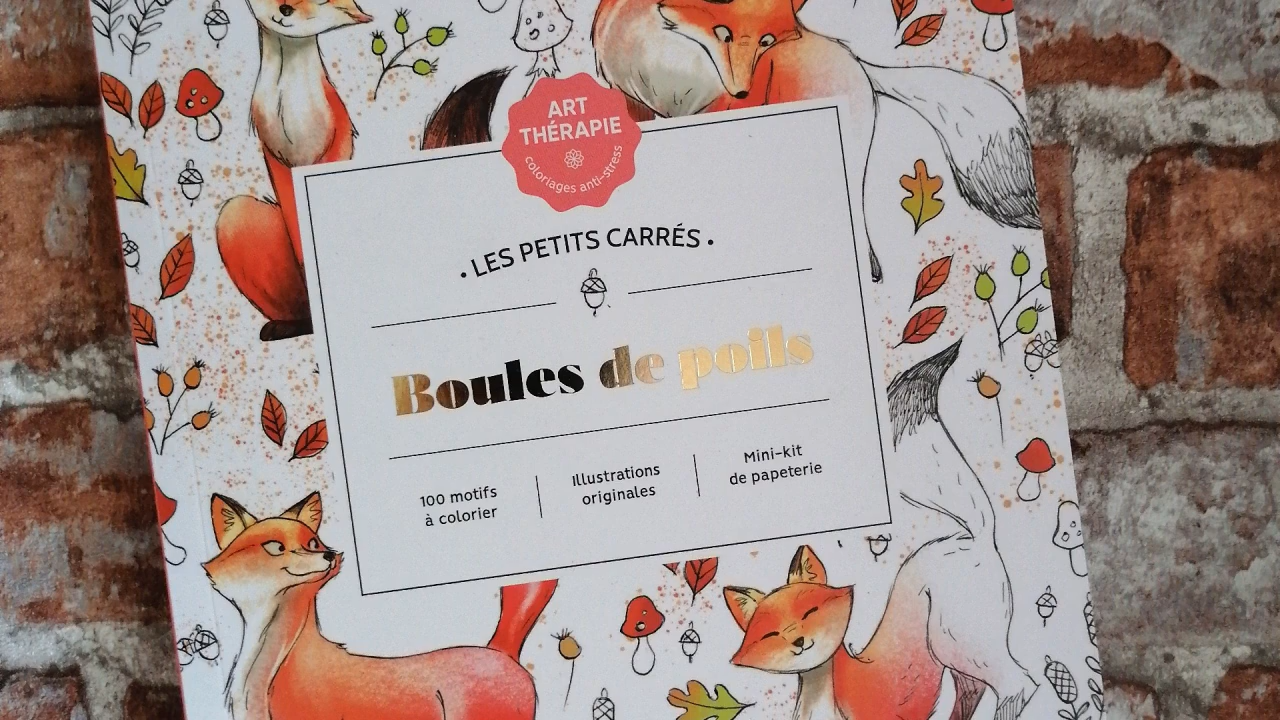 ART
THÉRAPIE
coloriages anti-stress
• LES PETITS CARRÉS •
Boules de poils
100 motifs
à colorier
Illustrations
originales
Mini-kit
de papeterie